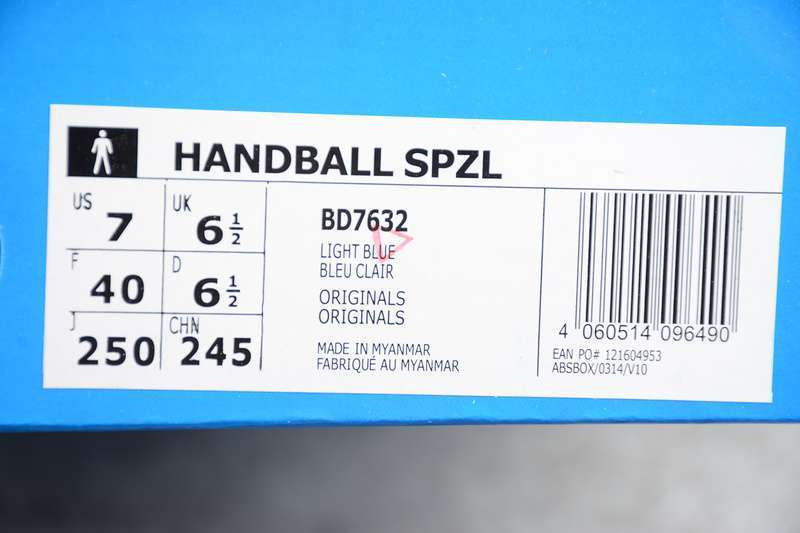 HANDBALL SPZL
US 7 UK 6 1/2
F 40 D 6 1/2
J 250 CHN 245
BD7632
LIGHT BLUE
BLEU CLAIR
ORIGINALS
ORIGINALS
MADE IN MYANMAR
FABRIQUÉ AU MYANMAR
4 060514 096490
EAN PO# 121604953
ABSBOX/0314/V10